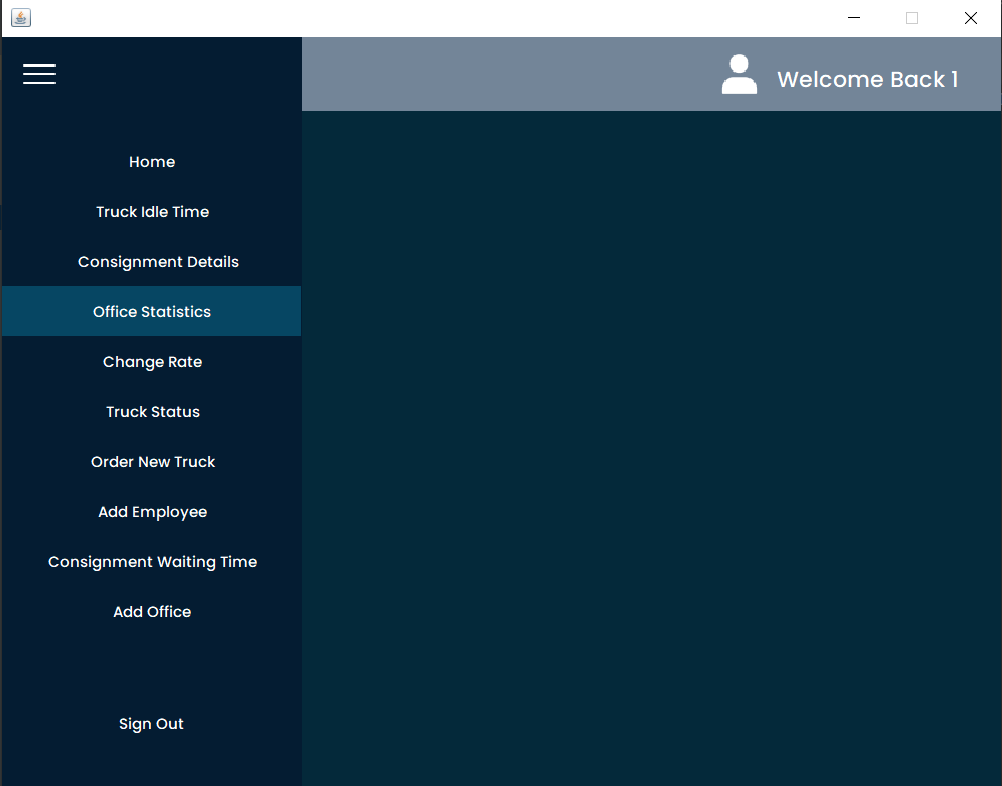 Welcome Back 1
Home
Truck Idle Time
Consignment Details
Office Statistics
Change Rate
Truck Status
Order New Truck
Add Employee
Consignment Waiting Time
Add Office
Sign Out